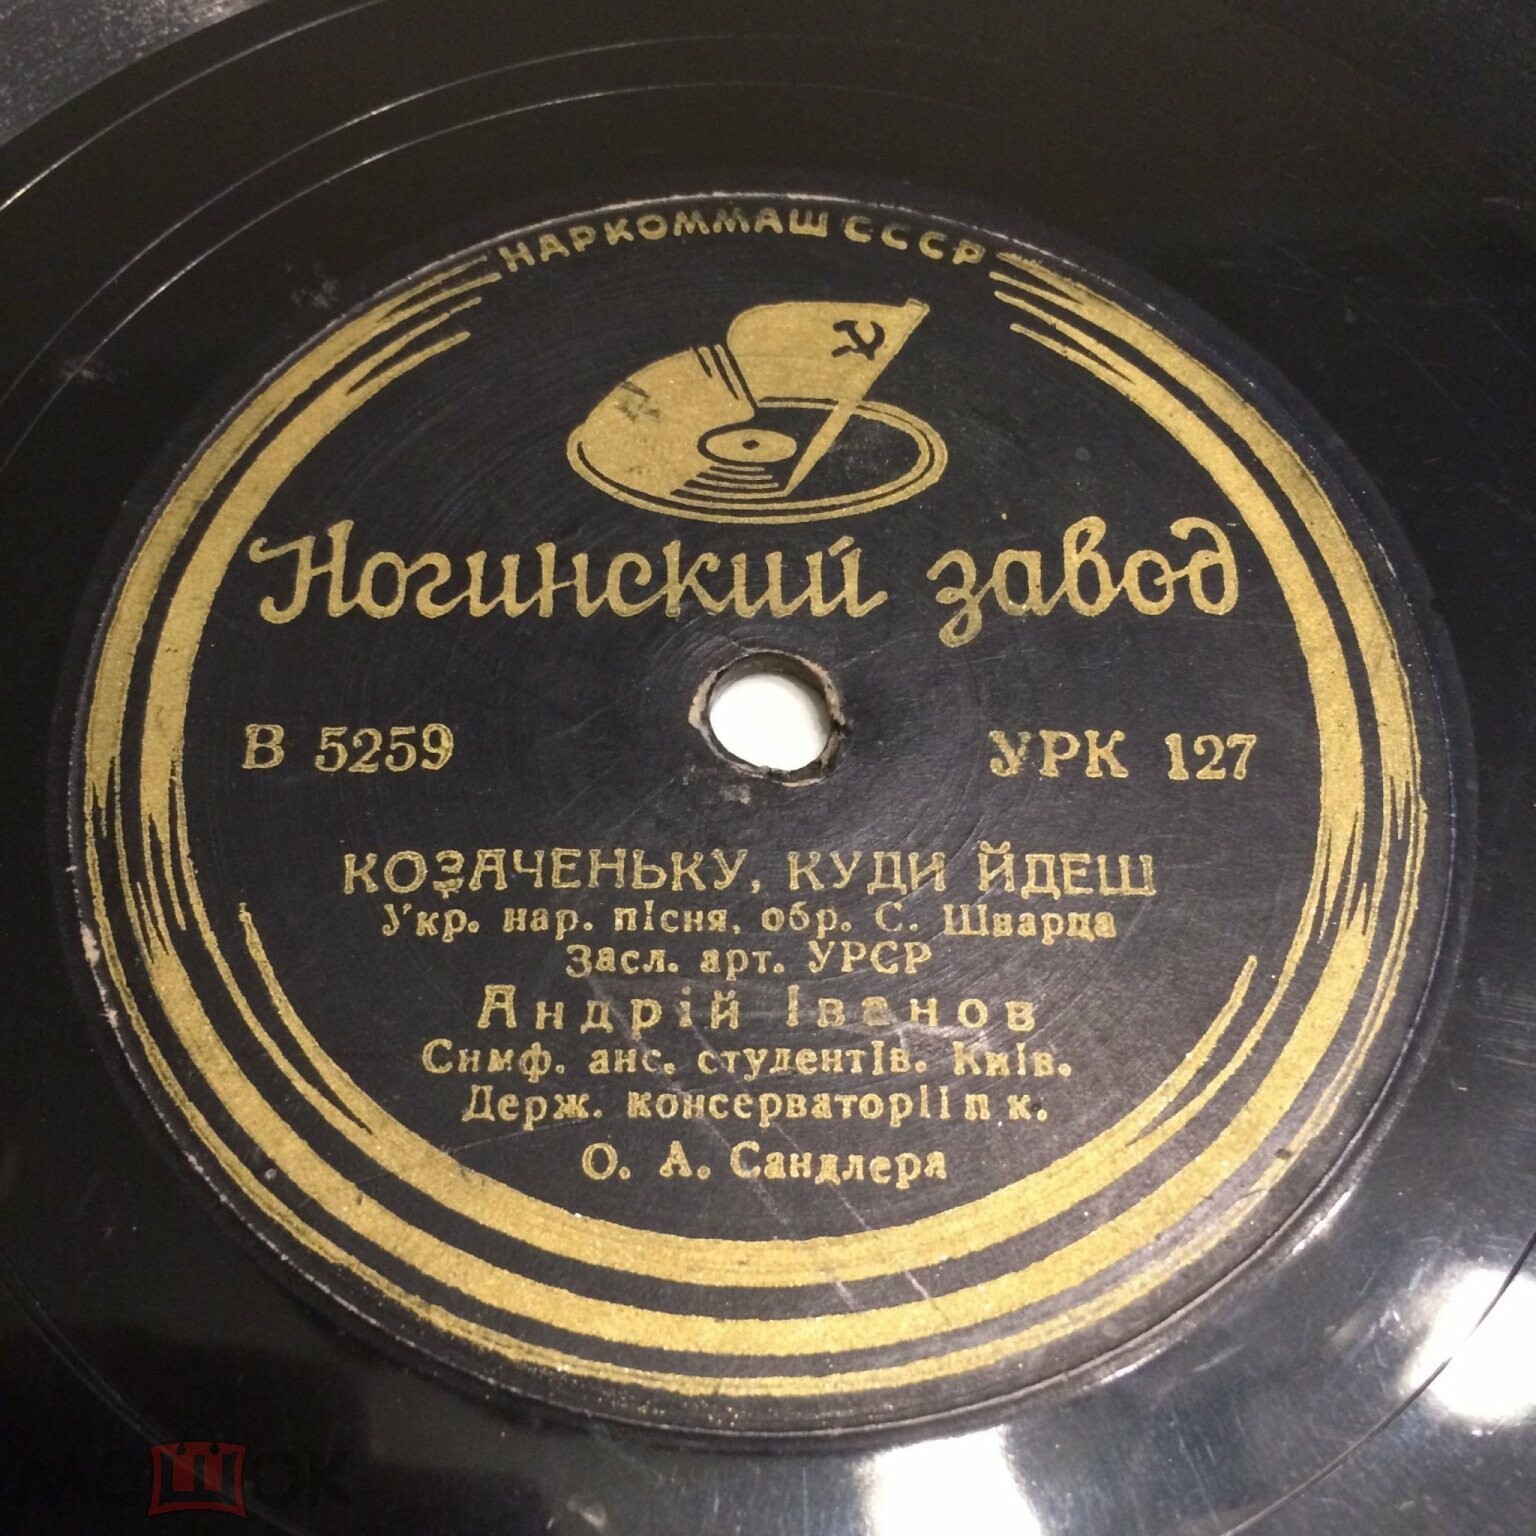 НАРКОММАШ СССР
Ногинский завод
В 5259 УРК 127
КОЗАЧЕНЬКУ, КУДИ ЙДЕШ
Укр. нар. пісня, обр. С. Шварца
Засл. арт. УРСР
Андрій Іванов
Симф. анс. студентів. Київ.
Держ. консерваторіі п к.
О. А. Сандлеря